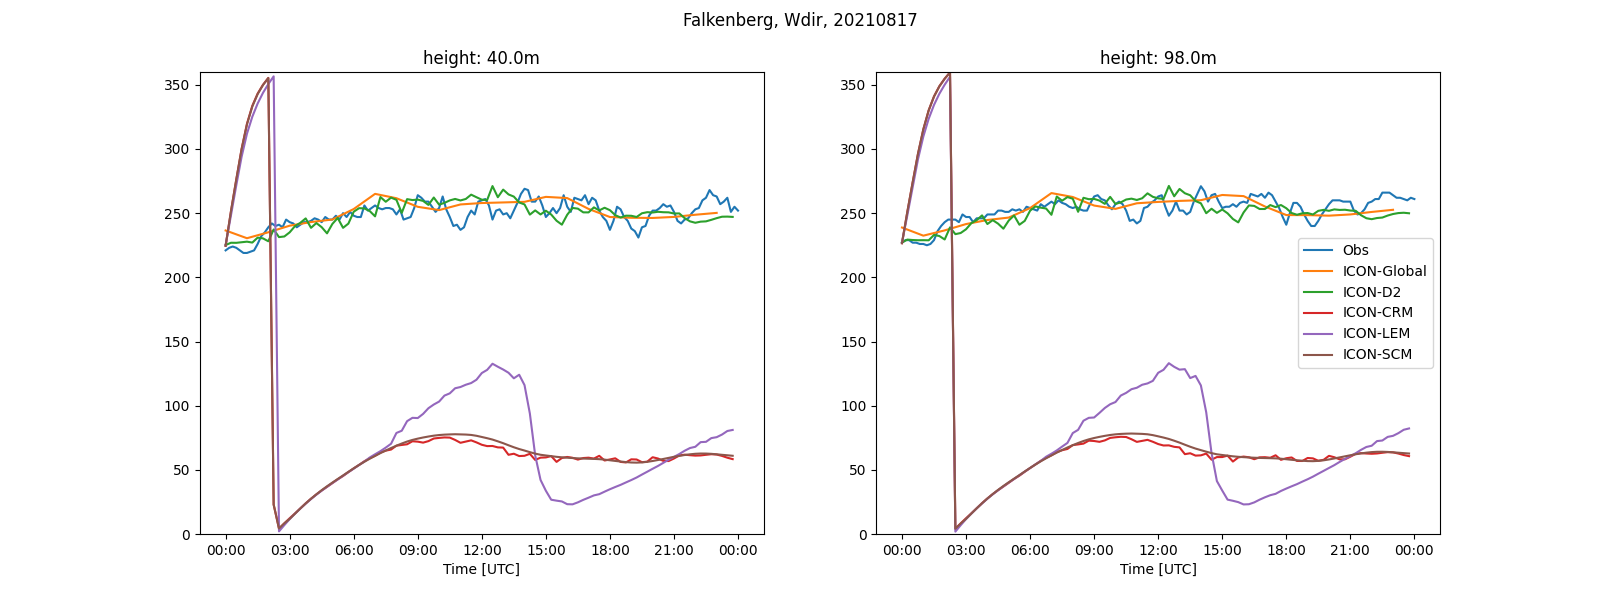 Falkenberg, Wdir, 20210817
height: 40.0m
350
300
250
200
150
100
50
0
00:00 03:00 06:00 09:00 12:00 15:00 18:00 21:00 00:00
Time [UTC]
height: 98.0m
350
300
250
200
150
100
50
0
Obs
ICON-Global
ICON-D2
ICON-CRM
ICON-LEM
ICON-SCM
00:00 03:00 06:00 09:00 12:00 15:00 18:00 21:00 00:00
Time [UTC]